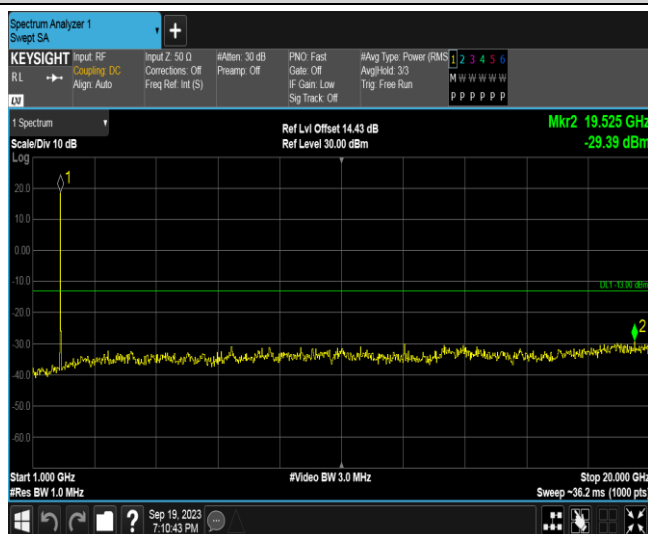 Spectrum Analyzer 1
Swept SA
+
KEYSIGHT
RL
LXI
Input: RF
Coupling: DC
Align: Auto
Input Z: 50 Ω
Corrections: Off
Freq Ref: Int (S)
#Atten: 30 dB
Preamp: Off
PNO: Fast
Gate: Off
IF Gain: Low
Sig Track: Off
#Avg Type: Power (RMS
Avg|Hold: 3/3
Trig: Free Run
1 2 3 4 5 6
M W W W W W
P P P P P P
1 Spectrum
Scale/Div 10 dB
Log
Ref Lvl Offset 14.43 dB
Ref Level 30.00 dBm
Mkr2 19.525 GHz
-29.39 dBm
1
20.0
10.0
0.00
-10.0
DL1 -13.00 dBm
-20.0
2
-30.0
-40.0
-50.0
-60.0
Start 1.000 GHz
#Video BW 3.0 MHz
Stop 20.000 GHz
#Res BW 1.0 MHz
Sweep ~36.2 ms (1000 pts)
?
Sep 19, 2023
7:10:43 PM